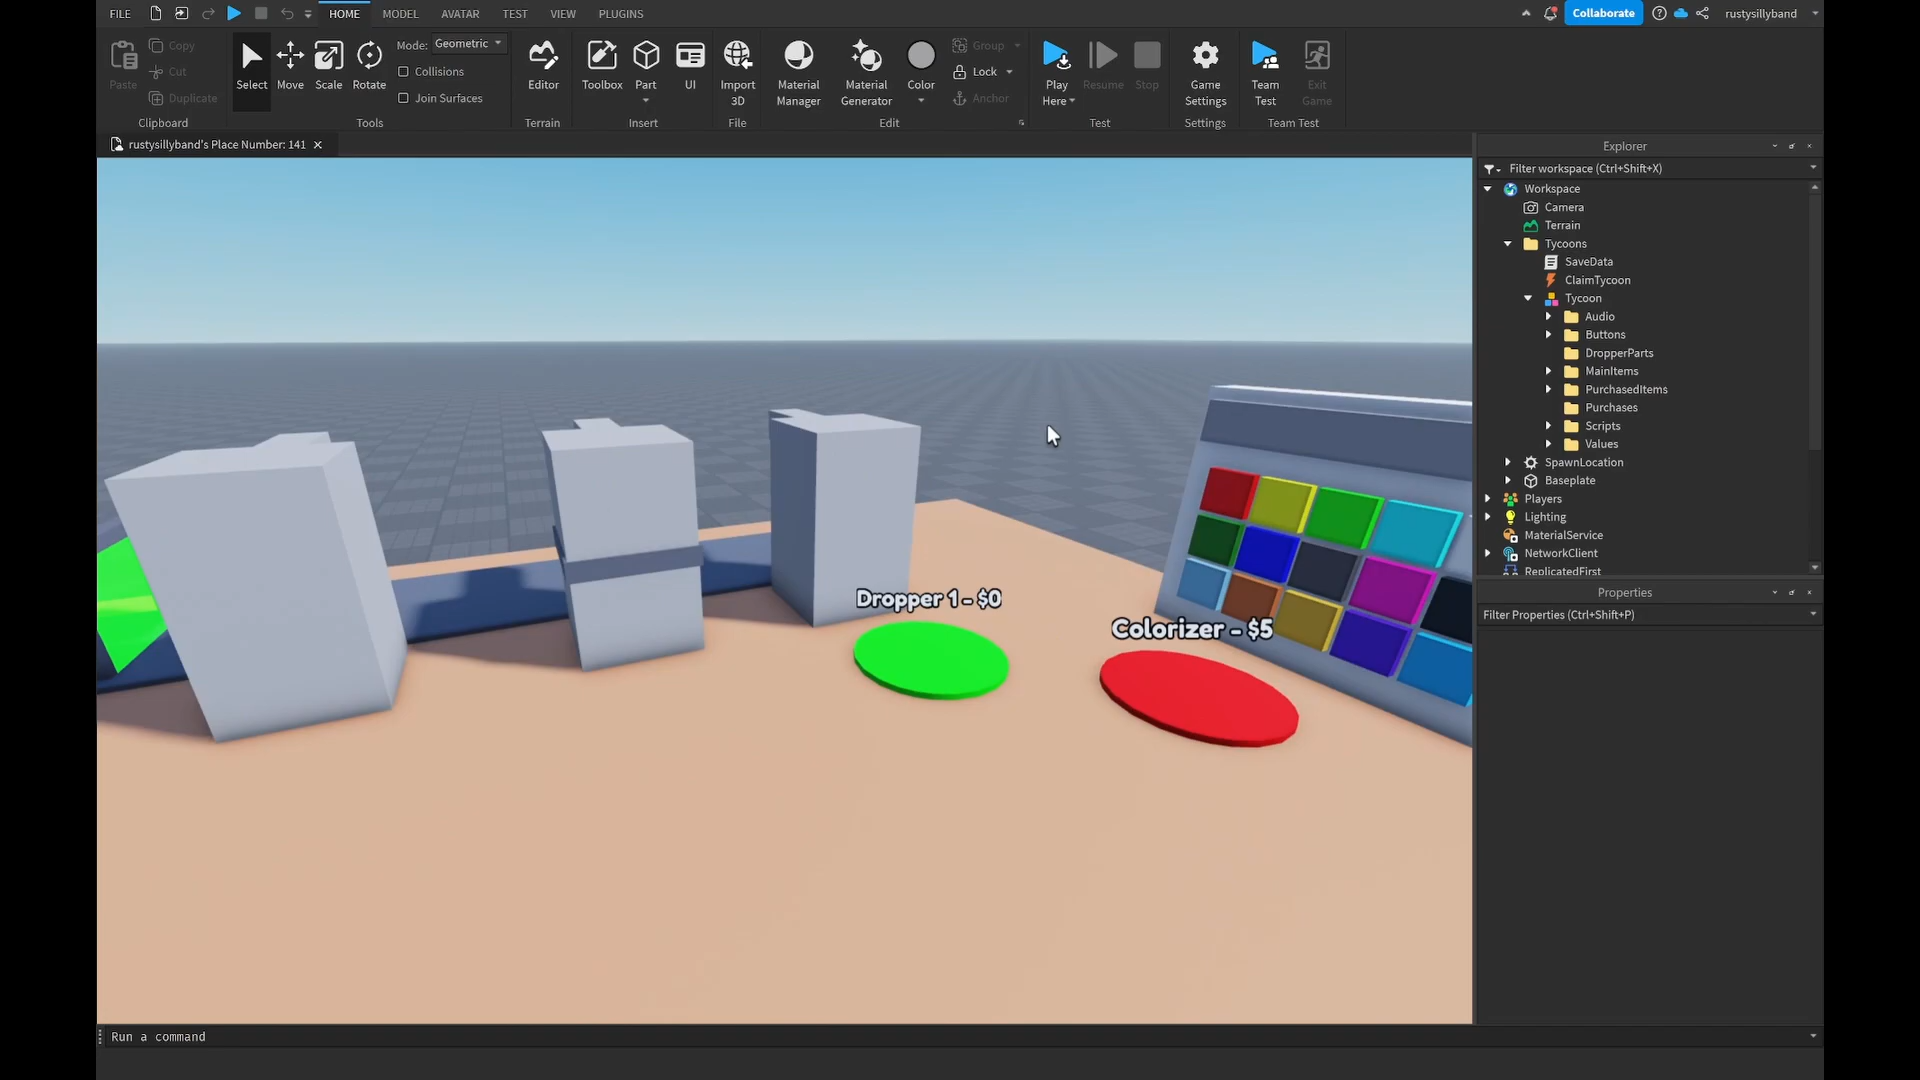 FILE HOME MODEL AVATAR TEST VIEW PLUGINS Collaborate rustysillyband
Paste Copy Cut Duplicate Clipboard
Select Move Scale Rotate Mode: Geometric Collisions Join Surfaces Tools
Editor Terrain
Toolbox Part UI Insert
Import 3D File
Material Manager Material Generator Color Group Lock Anchor Edit
Play Here Resume Stop Test
Game Settings Settings
Team Test Exit Game Team Test
rustysillyband's Place Number: 141
Dropper 1 - $0
Colorizer - $5
Explorer
Filter workspace (Ctrl+Shift+X)
Workspace
Camera
Terrain
Tycoons
SaveData
ClaimTycoon
Tycoon
Audio
Buttons
DropperParts
MainItems
PurchasedItems
Purchases
Scripts
Values
SpawnLocation
Baseplate
Players
Lighting
MaterialService
NetworkClient
ReplicatedFirst
Properties
Filter Properties (Ctrl+Shift+P)
Run a command